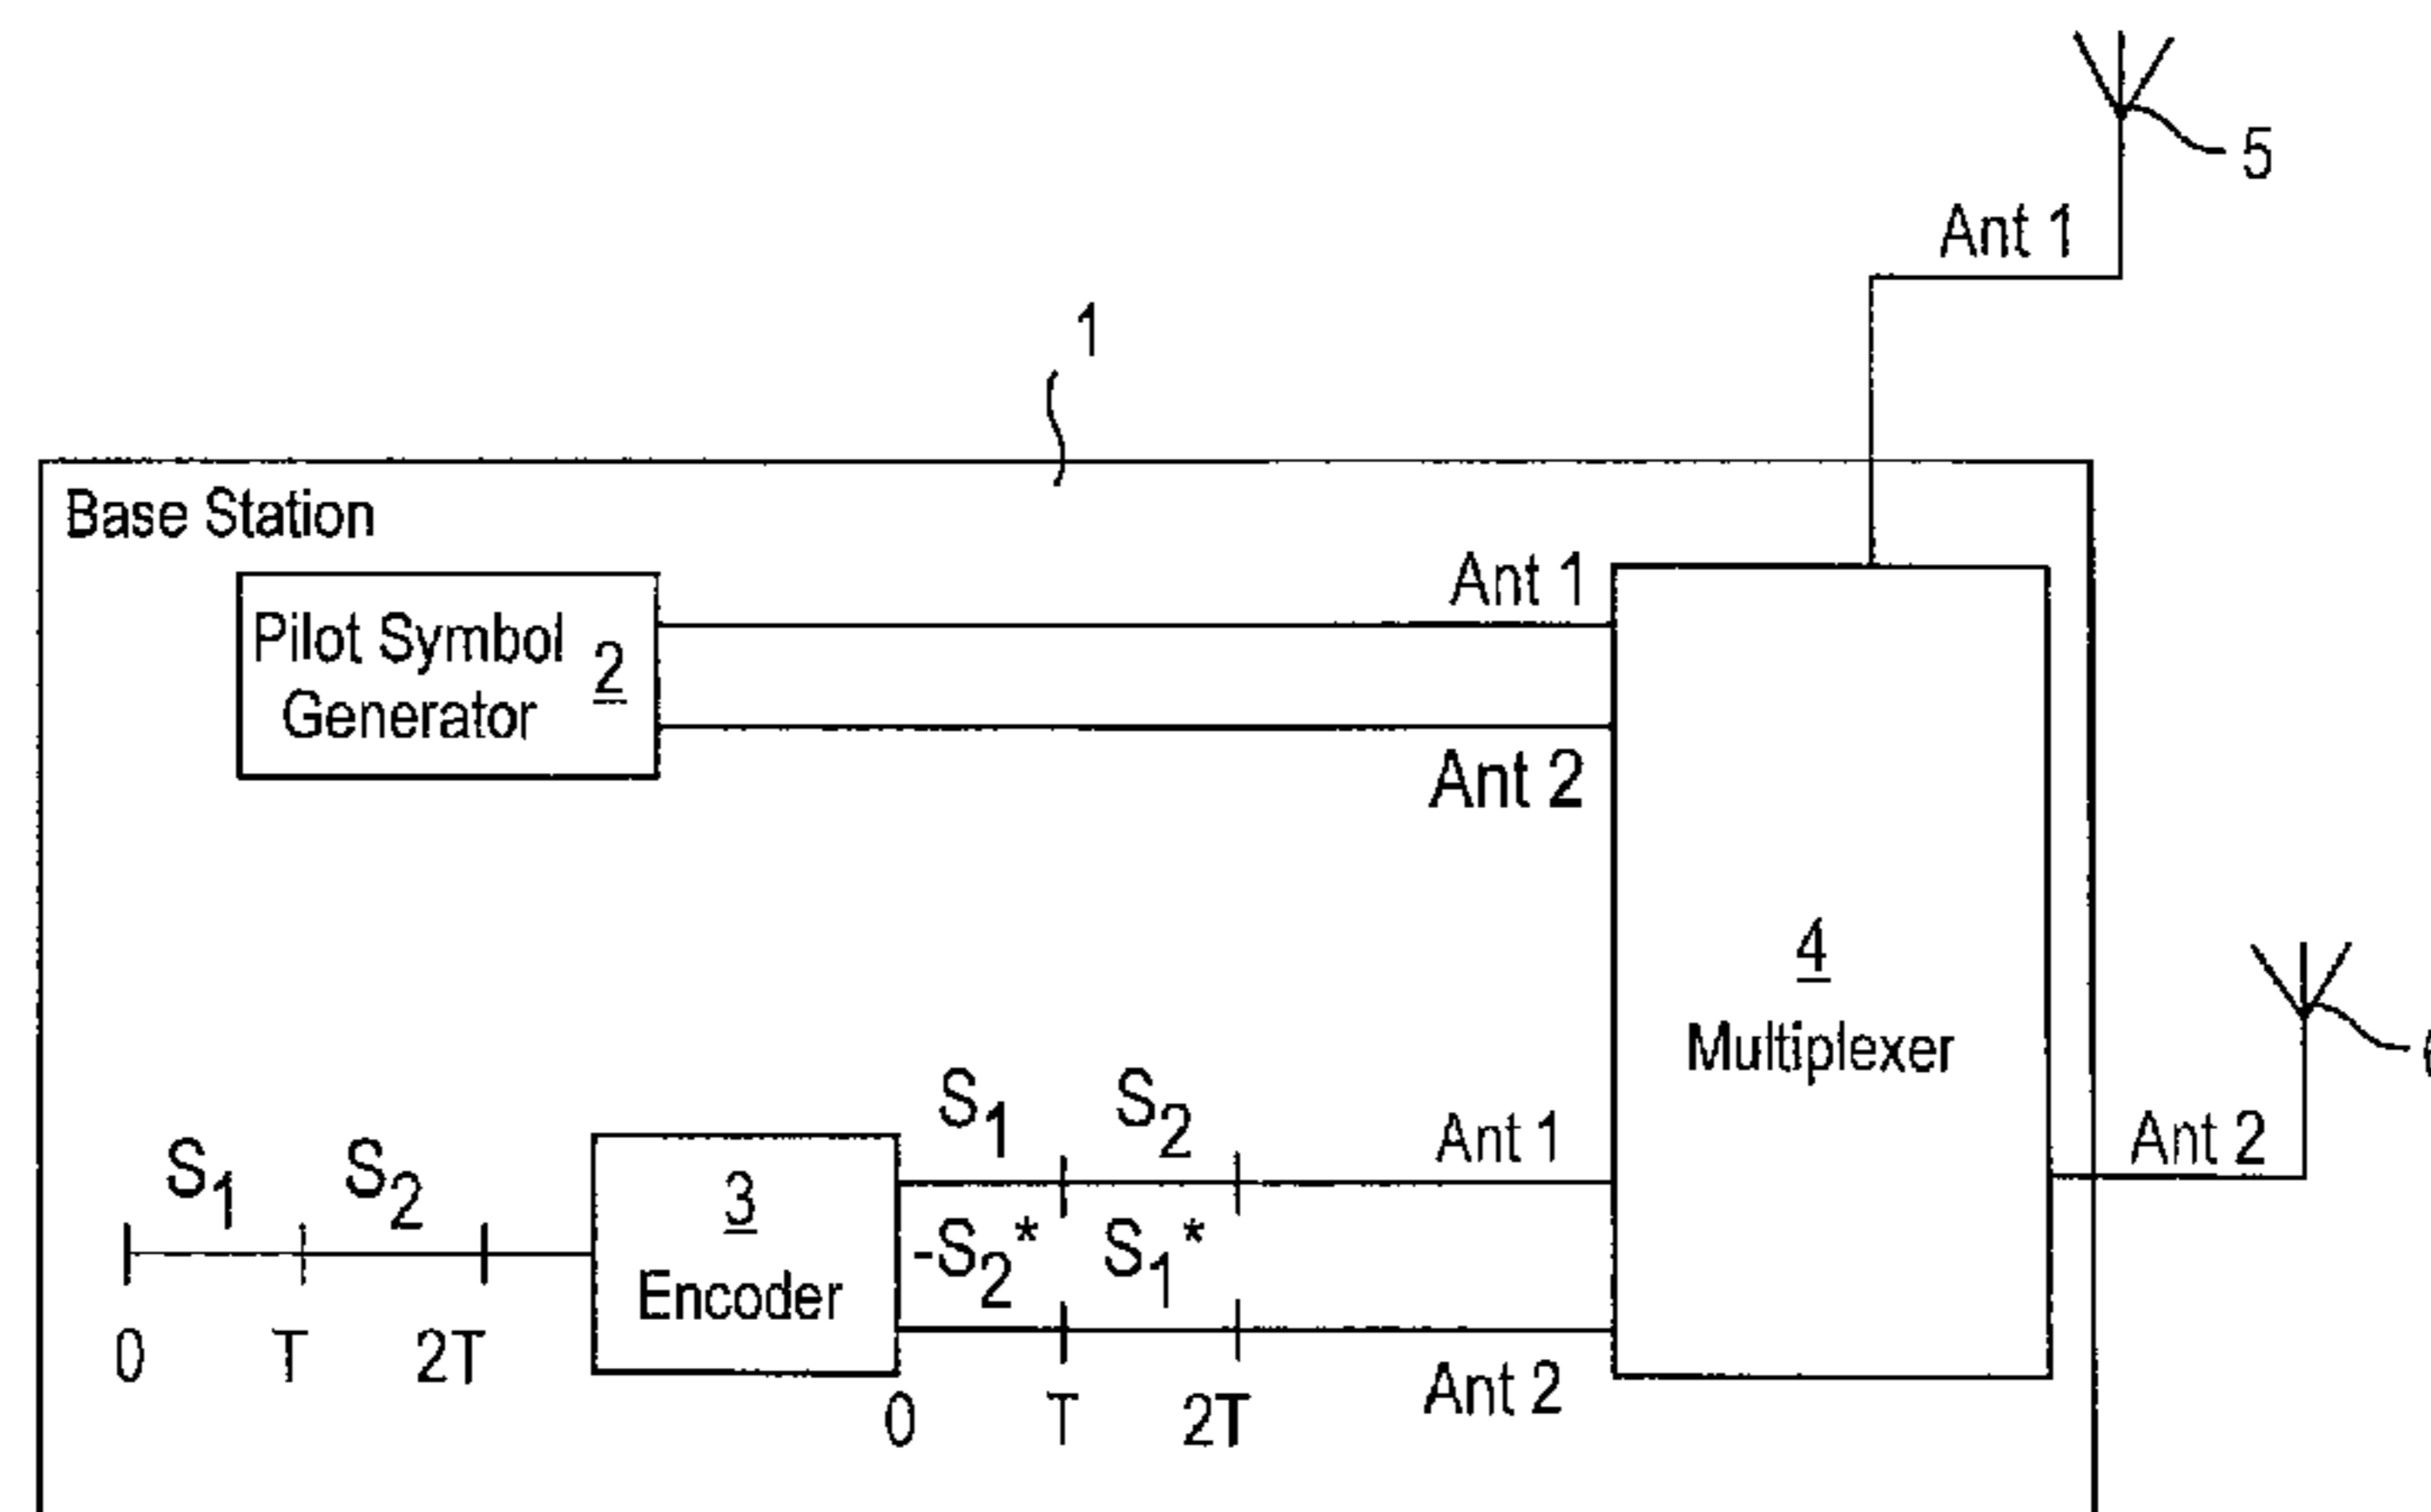 5
Ant 1
1
Base Station
Ant 1
Pilot Symbol
Generator 2
Ant 2
4
Multiplexer
S1 S2
Ant 1
Ant 2
S1 S2
3
-S2* S1*
Encoder
0 T 2T
Ant 2
0 T 2T